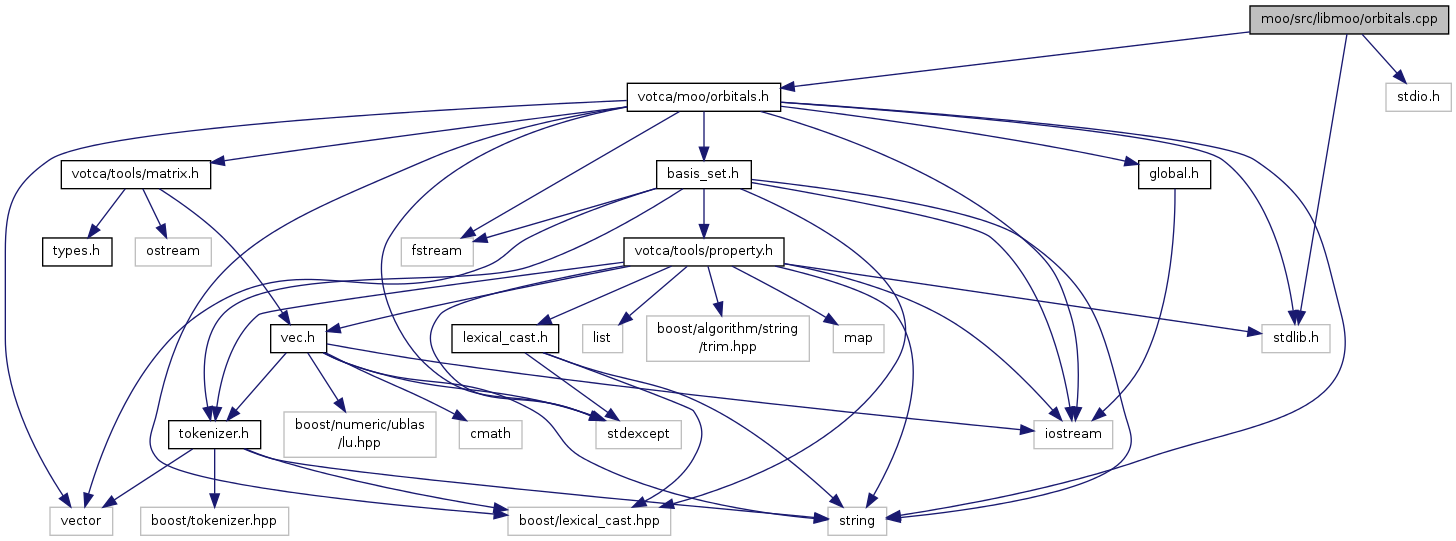 moo/src/libmoo/orbitals.cpp
votca/moo/orbitals.h
stdio.h
votca/tools/matrix.h
basis_set.h
global.h
types.h
ostream
fstream
votca/tools/property.h
vec.h
lexical_cast.h
list
boost/algorithm/string
/trim.hpp
map
stdlib.h
tokenizer.h
boost/numeric/ublas
/lu.hpp
cmath
stdexcept
iostream
vector
boost/tokenizer.hpp
boost/lexical_cast.hpp
string